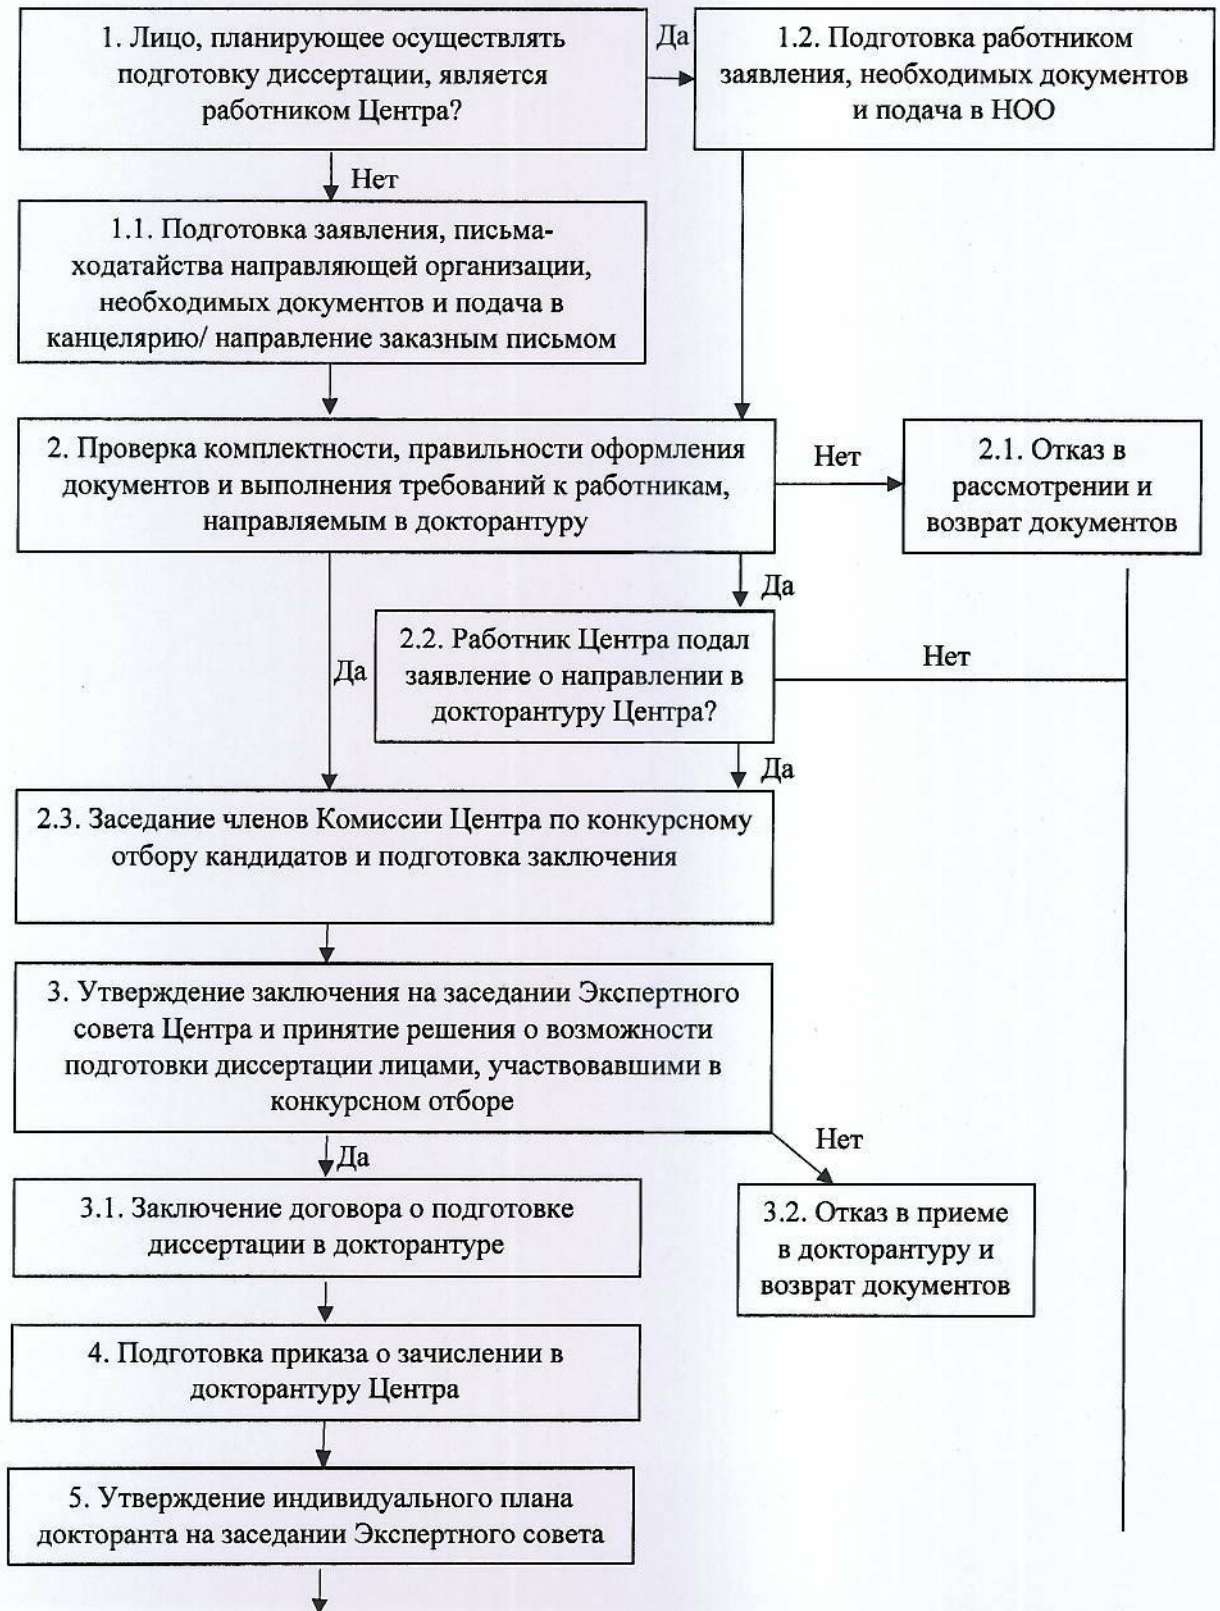 1. Лицо, планирующее осуществлять
подготовку диссертации, является
работником Центра?
Да
1.2. Подготовка работником
заявления, необходимых документов
и подача в НОО
Нет
1.1. Подготовка заявления, письма-
ходатайства направляющей организации,
необходимых документов и подача в
канцелярию/ направление заказным письмом
2. Проверка комплектности, правильности оформления
документов и выполнения требований к работникам,
направляемым в докторантуру
Нет
2.1. Отказ в
рассмотрении и
возврат документов
Да
2.2. Работник Центра подал
заявление о направлении в
докторантуру Центра?
Нет
Да
Да
2.3. Заседание членов Комиссии Центра по конкурсному
отбору кандидатов и подготовка заключения
3. Утверждение заключения на заседании Экспертного
совета Центра и принятие решения о возможности
подготовки диссертации лицами, участвовавшими в
конкурсном отборе
Нет
Да
3.1. Заключение договора о подготовке
диссертации в докторантуре
3.2. Отказ в приеме
в докторантуру и
возврат документов
4. Подготовка приказа о зачислении в
докторантуру Центра
5. Утверждение индивидуального плана
докторанта на заседании Экспертного совета